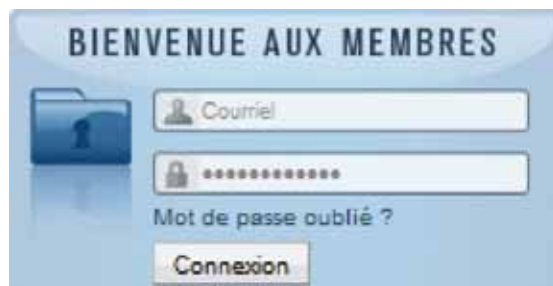 BIENVENUE AUX MEMBRES
Courriel
••••••••••••
Mot de passe oublié ?
Connexion